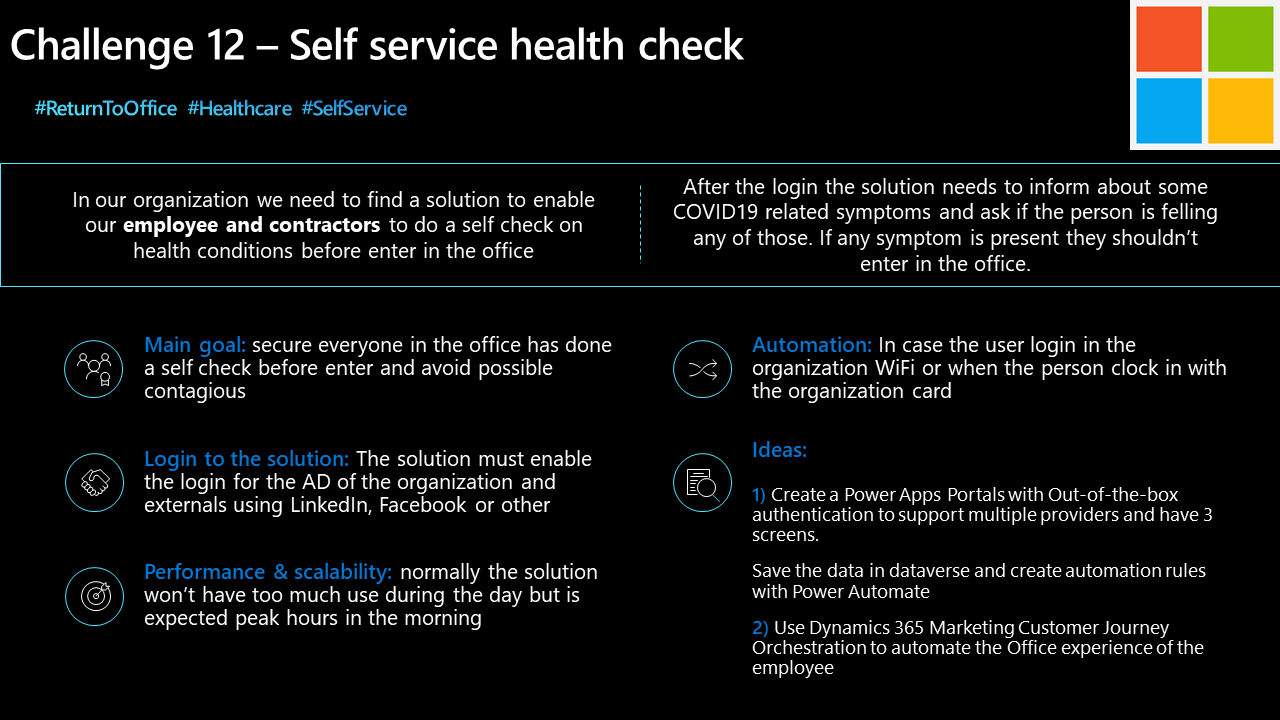 Challenge 12 – Self service health check
#ReturnToOffice #Healthcare #SelfService
In our organization we need to find a solution to enable
our employee and contractors to do a self check on
health conditions before enter in the office
After the login the solution needs to inform about some
COVID19 related symptoms and ask if the person is felling
any of those. If any symptom is present they shouldn't
enter in the office.
Main goal: secure everyone in the office has done
a self check before enter and avoid possible
contagious
Login to the solution: The solution must enable
the login for the AD of the organization and
externals using LinkedIn, Facebook or other
Performance & scalability: normally the solution
won't have too much use during the day but is
expected peak hours in the morning
Automation: In case the user login in the
organization WiFi or when the person clock in with
the organization card
Ideas:
1) Create a Power Apps Portals with Out-of-the-box
authentication to support multiple providers and have 3
screens.
Save the data in dataverse and create automation rules
with Power Automate
2) Use Dynamics 365 Marketing Customer Journey
Orchestration to automate the Office experience of the
employee